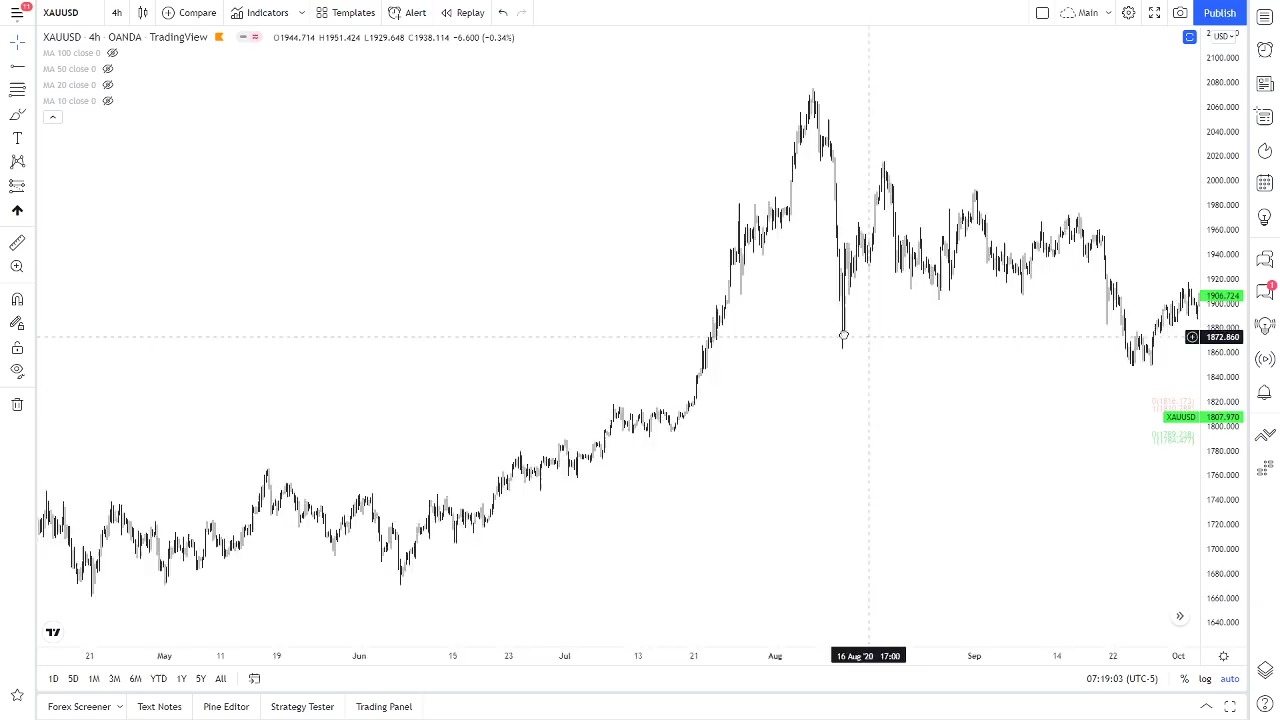 11
XAUUSD 4h Compare Indicators Templates Alert Replay Main Publish
XAUUSD · 4h · OANDA · TradingView O1944.714 H1951.424 L1929.648 C1938.114 −6.600 (−0.34%)
USD
MA 100 close 0
MA 50 close 0
MA 20 close 0
MA 10 close 0
2100.000
2080.000
2060.000
2040.000
2020.000
2000.000
1980.000
1960.000
1940.000
1920.000
1
1906.724
1900.000
1880.000
1872.860
1860.000
1840.000
1820.000
XAUUSD 1807.970
1800.000
1780.000
1760.000
1740.000
1720.000
1700.000
1680.000
1660.000
1640.000
21 May 11 19 Jun 15 23 Jul 13 21 Aug 16 Aug '20 17:00 Sep 14 22 Oct
1D 5D 1M 3M 6M YTD 1Y 5Y All 07:19:03 (UTC-5) % log auto
Forex Screener Text Notes Pine Editor Strategy Tester Trading Panel